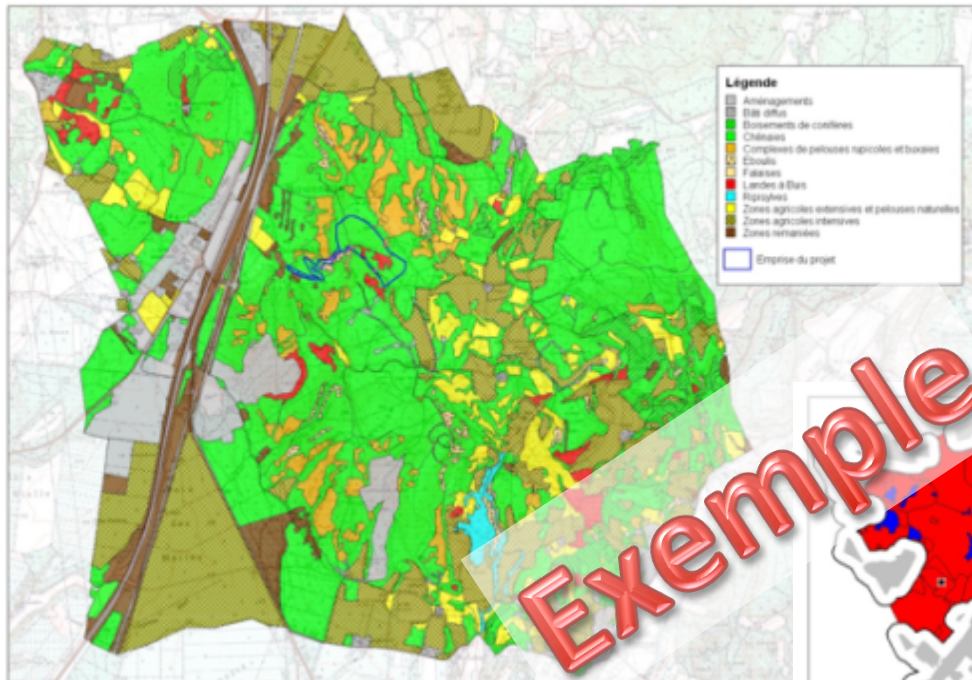 Légende
Aménagements
Bâti diffus
Boisements de conifères
Chênaies
Complexes de pelouses rupicoles et buxaies
Eboulis
Falaises
Landes à Buis
Ripisylves
Zones agricoles extensives et pelouses naturelles
Zones agricoles intensives
Zones remaniées
Emprise du projet
Exemple